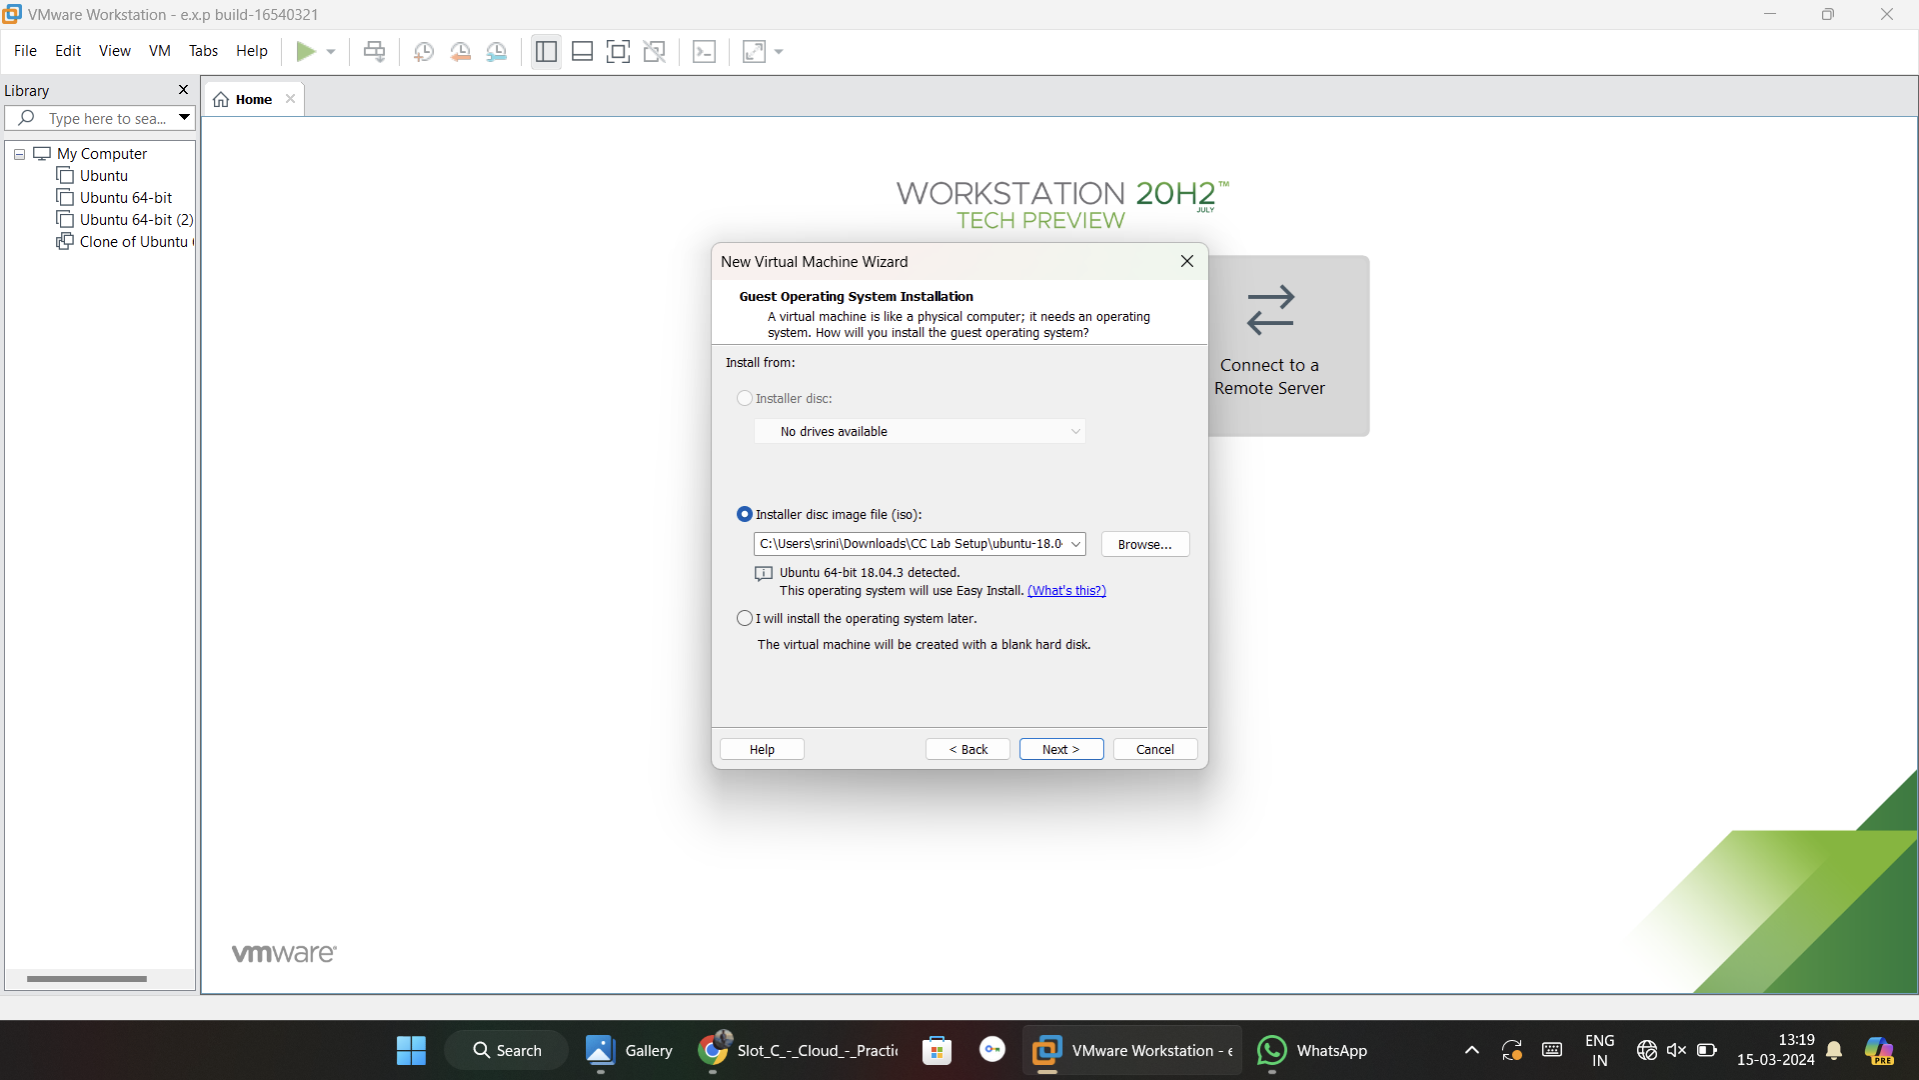 VMware Workstation - e.x.p build-16540321
File Edit View VM Tabs Help
Library
Type here to sea...
Home
My Computer
Ubuntu
Ubuntu 64-bit
Ubuntu 64-bit (2)
Clone of Ubuntu
WORKSTATION 20H2™
JULY
TECH PREVIEW
New Virtual Machine Wizard
Guest Operating System Installation
A virtual machine is like a physical computer; it needs an operating
system. How will you install the guest operating system?
Install from:
Installer disc:
No drives available
Installer disc image file (iso):
C:\Users\srini\Downloads\CC Lab Setup\ubuntu-18.0
Browse...
Ubuntu 64-bit 18.04.3 detected.
This operating system will use Easy Install. (What's this?)
I will install the operating system later.
The virtual machine will be created with a blank hard disk.
Help
< Back
Next >
Cancel
Connect to a
Remote Server
vmware
Search
Gallery
Slot_C_-_Cloud_-_Practic
VMware Workstation - e
WhatsApp
ENG
IN
13:19
15-03-2024
PRE